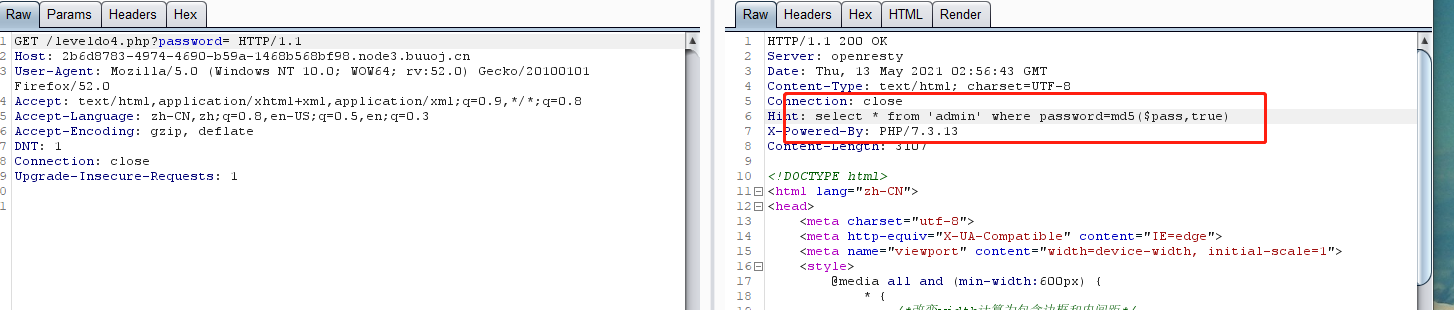 Raw Params Headers Hex
1 GET /leveldo4.php?password= HTTP/1.1
2 Host: 2b6d8783-4974-4690-b59a-1468b568bf98.node3.buuoj.cn
3 User-Agent: Mozilla/5.0 (Windows NT 10.0; WOW64; rv:52.0) Gecko/20100101
Firefox/52.0
4 Accept: text/html,application/xhtml+xml,application/xml;q=0.9,*/*;q=0.8
5 Accept-Language: zh-CN,zh;q=0.8,en-US;q=0.5,en;q=0.3
6 Accept-Encoding: gzip, deflate
7 DNT: 1
8 Connection: close
9 Upgrade-Insecure-Requests: 1
0
1
Raw Headers Hex HTML Render
1 HTTP/1.1 200 OK
2 Server: openresty
3 Date: Thu, 13 May 2021 02:56:43 GMT
4 Content-Type: text/html; charset=UTF-8
5 Connection: close
6 Hint: select * from 'admin' where password=md5($pass,true)
7 X-Powered-By: PHP/7.3.13
8 Content-Length: 3107
9
10 <!DOCTYPE html>
11 <html lang="zh-CN">
12 <head>
13 <meta charset="utf-8">
14 <meta http-equiv="X-UA-Compatible" content="IE=edge">
15 <meta name="viewport" content="width=device-width, initial-scale=1">
16 <style>
17 @media all and (min-width:600px) {
18 * {